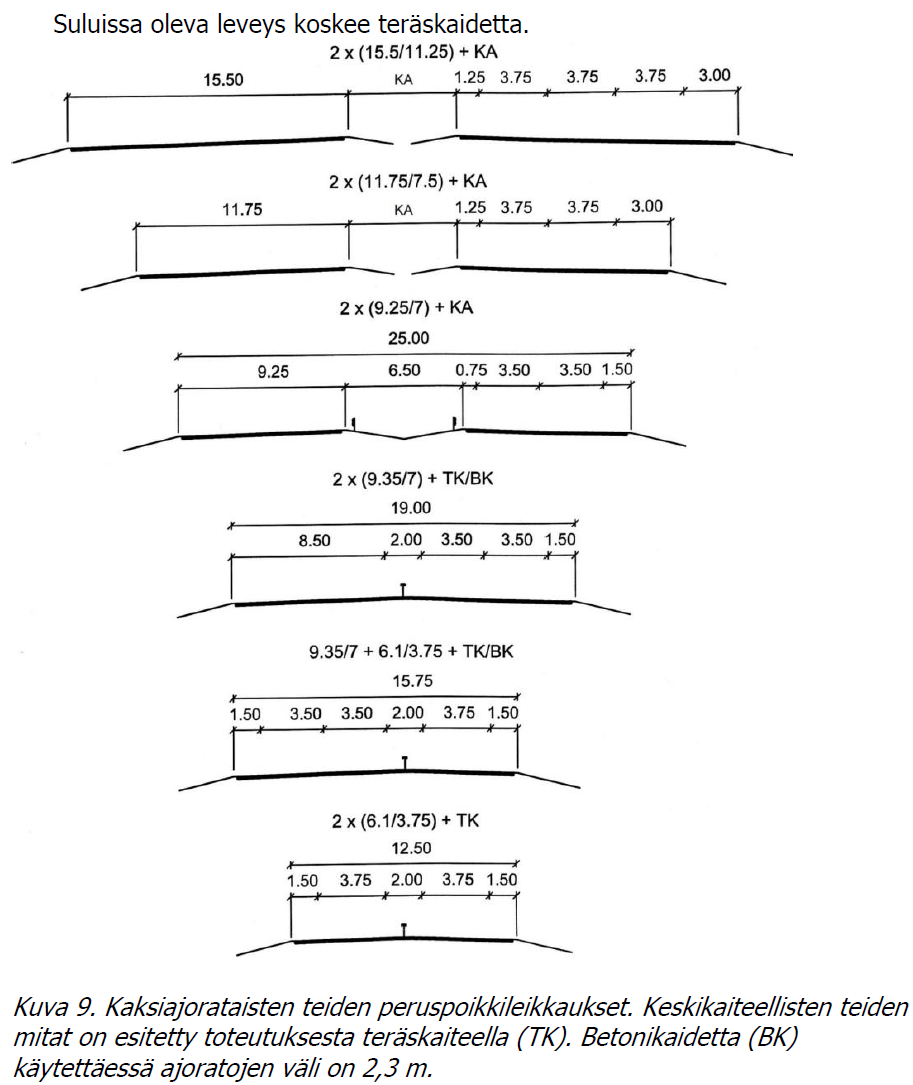 Suluissa oleva leveys koskee teräskaidetta.
2 x (15.5/11.25) + KA
15.50 KA 1.25 3.75 3.75 3.75 3.00
2 x (11.75/7.5) + KA
11.75 KA 1.25 3.75 3.75 3.00
2 x (9.25/7) + KA
25.00
9.25 6.50 0.75 3.50 3.50 1.50
2 x (9.35/7) + TK/BK
19.00
8.50 2.00 3.50 3.50 1.50
9.35/7 + 6.1/3.75 + TK/BK
15.75
1.50 3.50 3.50 2.00 3.75 1.50
2 x (6.1/3.75) + TK
12.50
1.50 3.75 2.00 3.75 1.50
Kuva 9. Kaksiajorataisten teiden peruspoikkileikkaukset. Keskikaiteellisten teiden
mitat on esitetty toteutuksesta teräskaiteella (TK). Betonikaidetta (BK)
käytettäessä ajoratojen väli on 2,3 m.